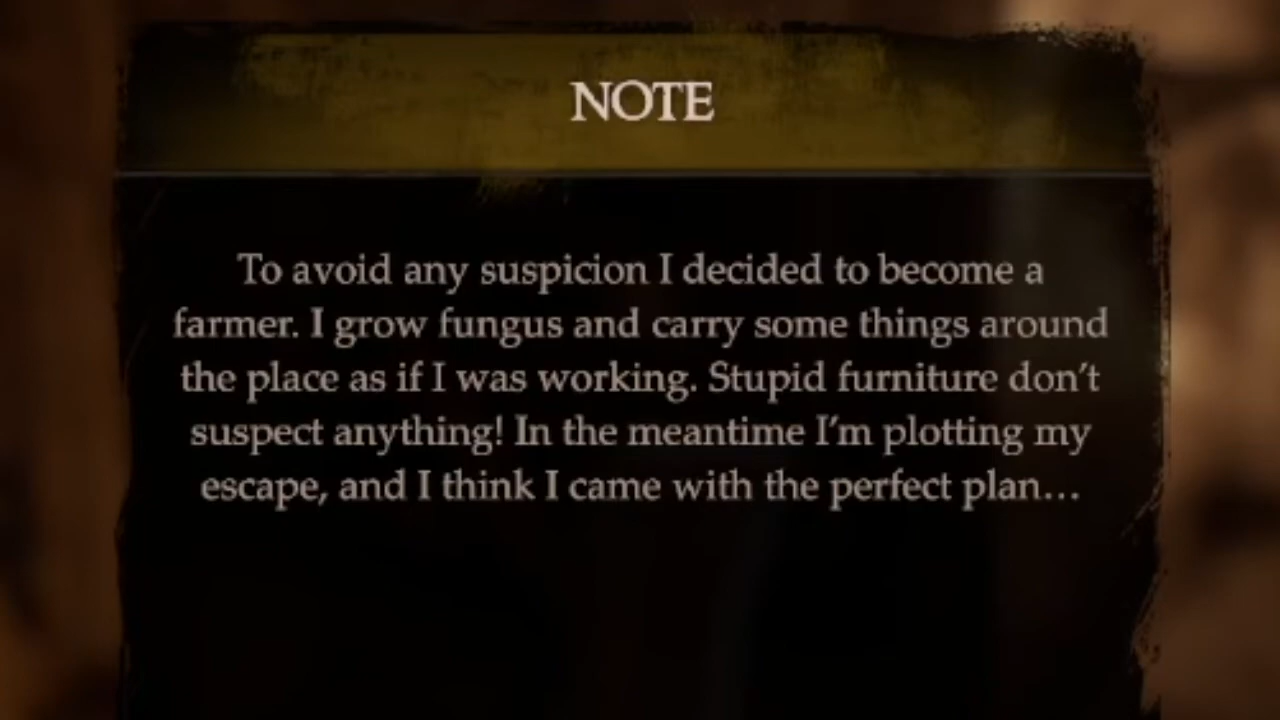 NOTE
To avoid any suspicion I decided to become a
farmer. I grow fungus and carry some things around
the place as if I was working. Stupid furniture don't
suspect anything! In the meantime I'm plotting my
escape, and I think I came with the perfect plan...